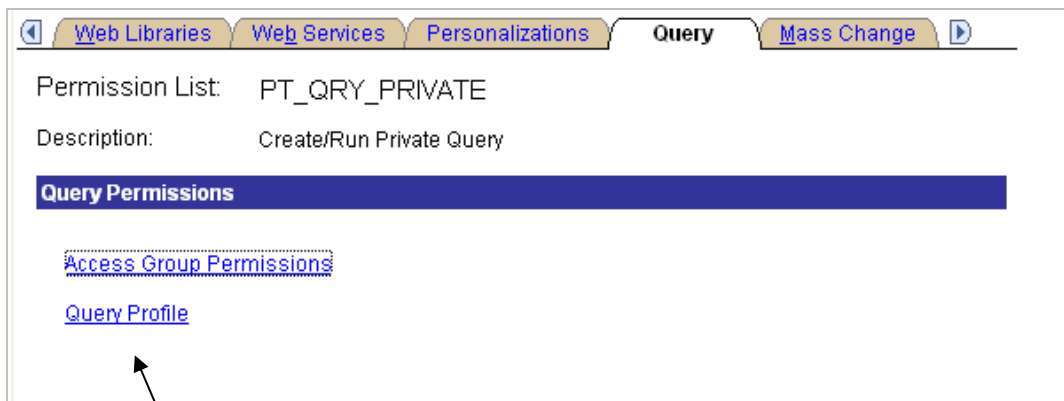 Web Libraries Web Services Personalizations Query Mass Change
Permission List: PT_QRY_PRIVATE
Description: Create/Run Private Query
Query Permissions
Access Group Permissions
Query Profile